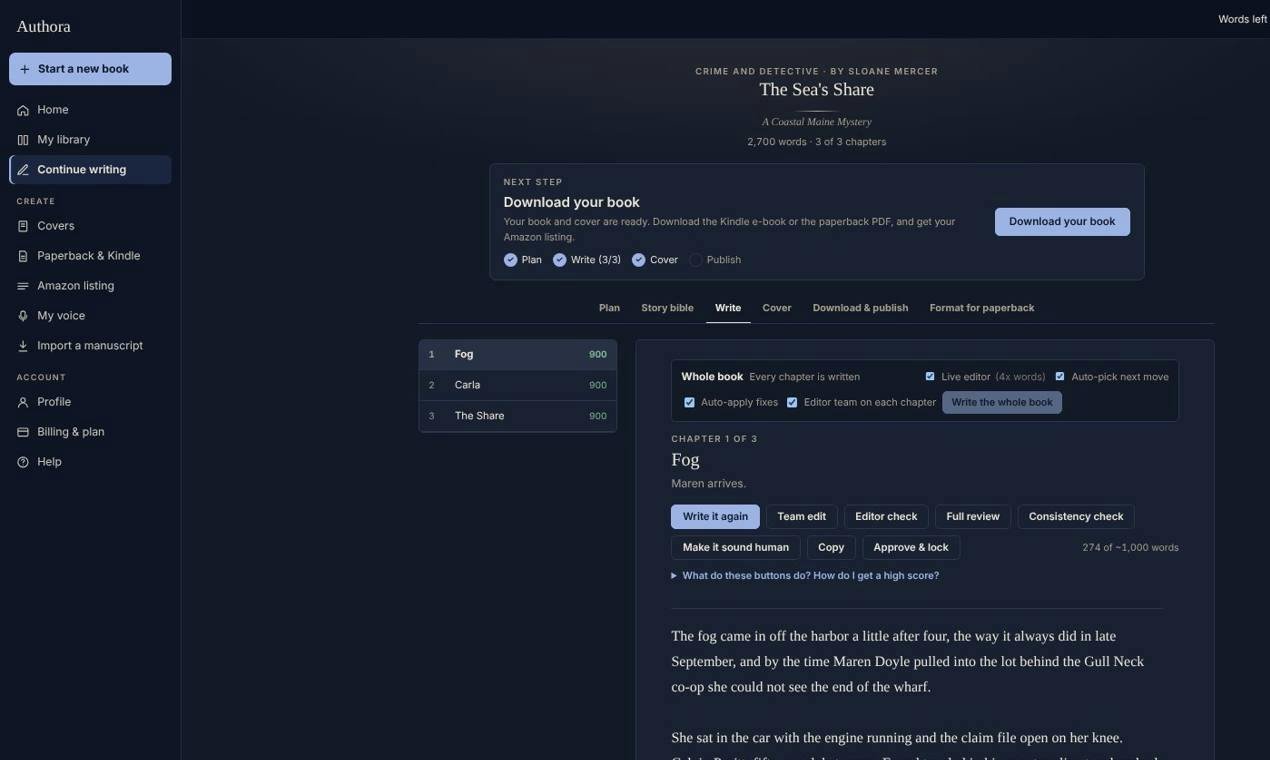 Authora
Start a new book
Home
My library
Continue writing
CREATE
Covers
Paperback & Kindle
Amazon listing
My voice
Import a manuscript
ACCOUNT
Profile
Billing & plan
Help
Words left
CRIME AND DETECTIVE · BY SLOANE MERCER
The Sea's Share
A Coastal Maine Mystery
2,700 words · 3 of 3 chapters
NEXT STEP
Download your book
Your book and cover are ready. Download the Kindle e-book or the paperback PDF, and get your
Amazon listing.
Download your book
Plan Write (3/3) Cover Publish
Plan Story bible Write Cover Download & publish Format for paperback
1 Fog 900
2 Carla 900
3 The Share 900
Whole book Every chapter is written Live editor (4x words) Auto-pick next move
Auto-apply fixes Editor team on each chapter Write the whole book
CHAPTER 1 OF 3
Fog
Maren arrives.
Write it again Team edit Editor check Full review Consistency check
Make it sound human Copy Approve & lock 274 of ~1,000 words
What do these buttons do? How do I get a high score?
The fog came in off the harbor a little after four, the way it always did in late
September, and by the time Maren Doyle pulled into the lot behind the Gull Neck
co-op she could not see the end of the wharf.
She sat in the car with the engine running and the claim file open on her knee.